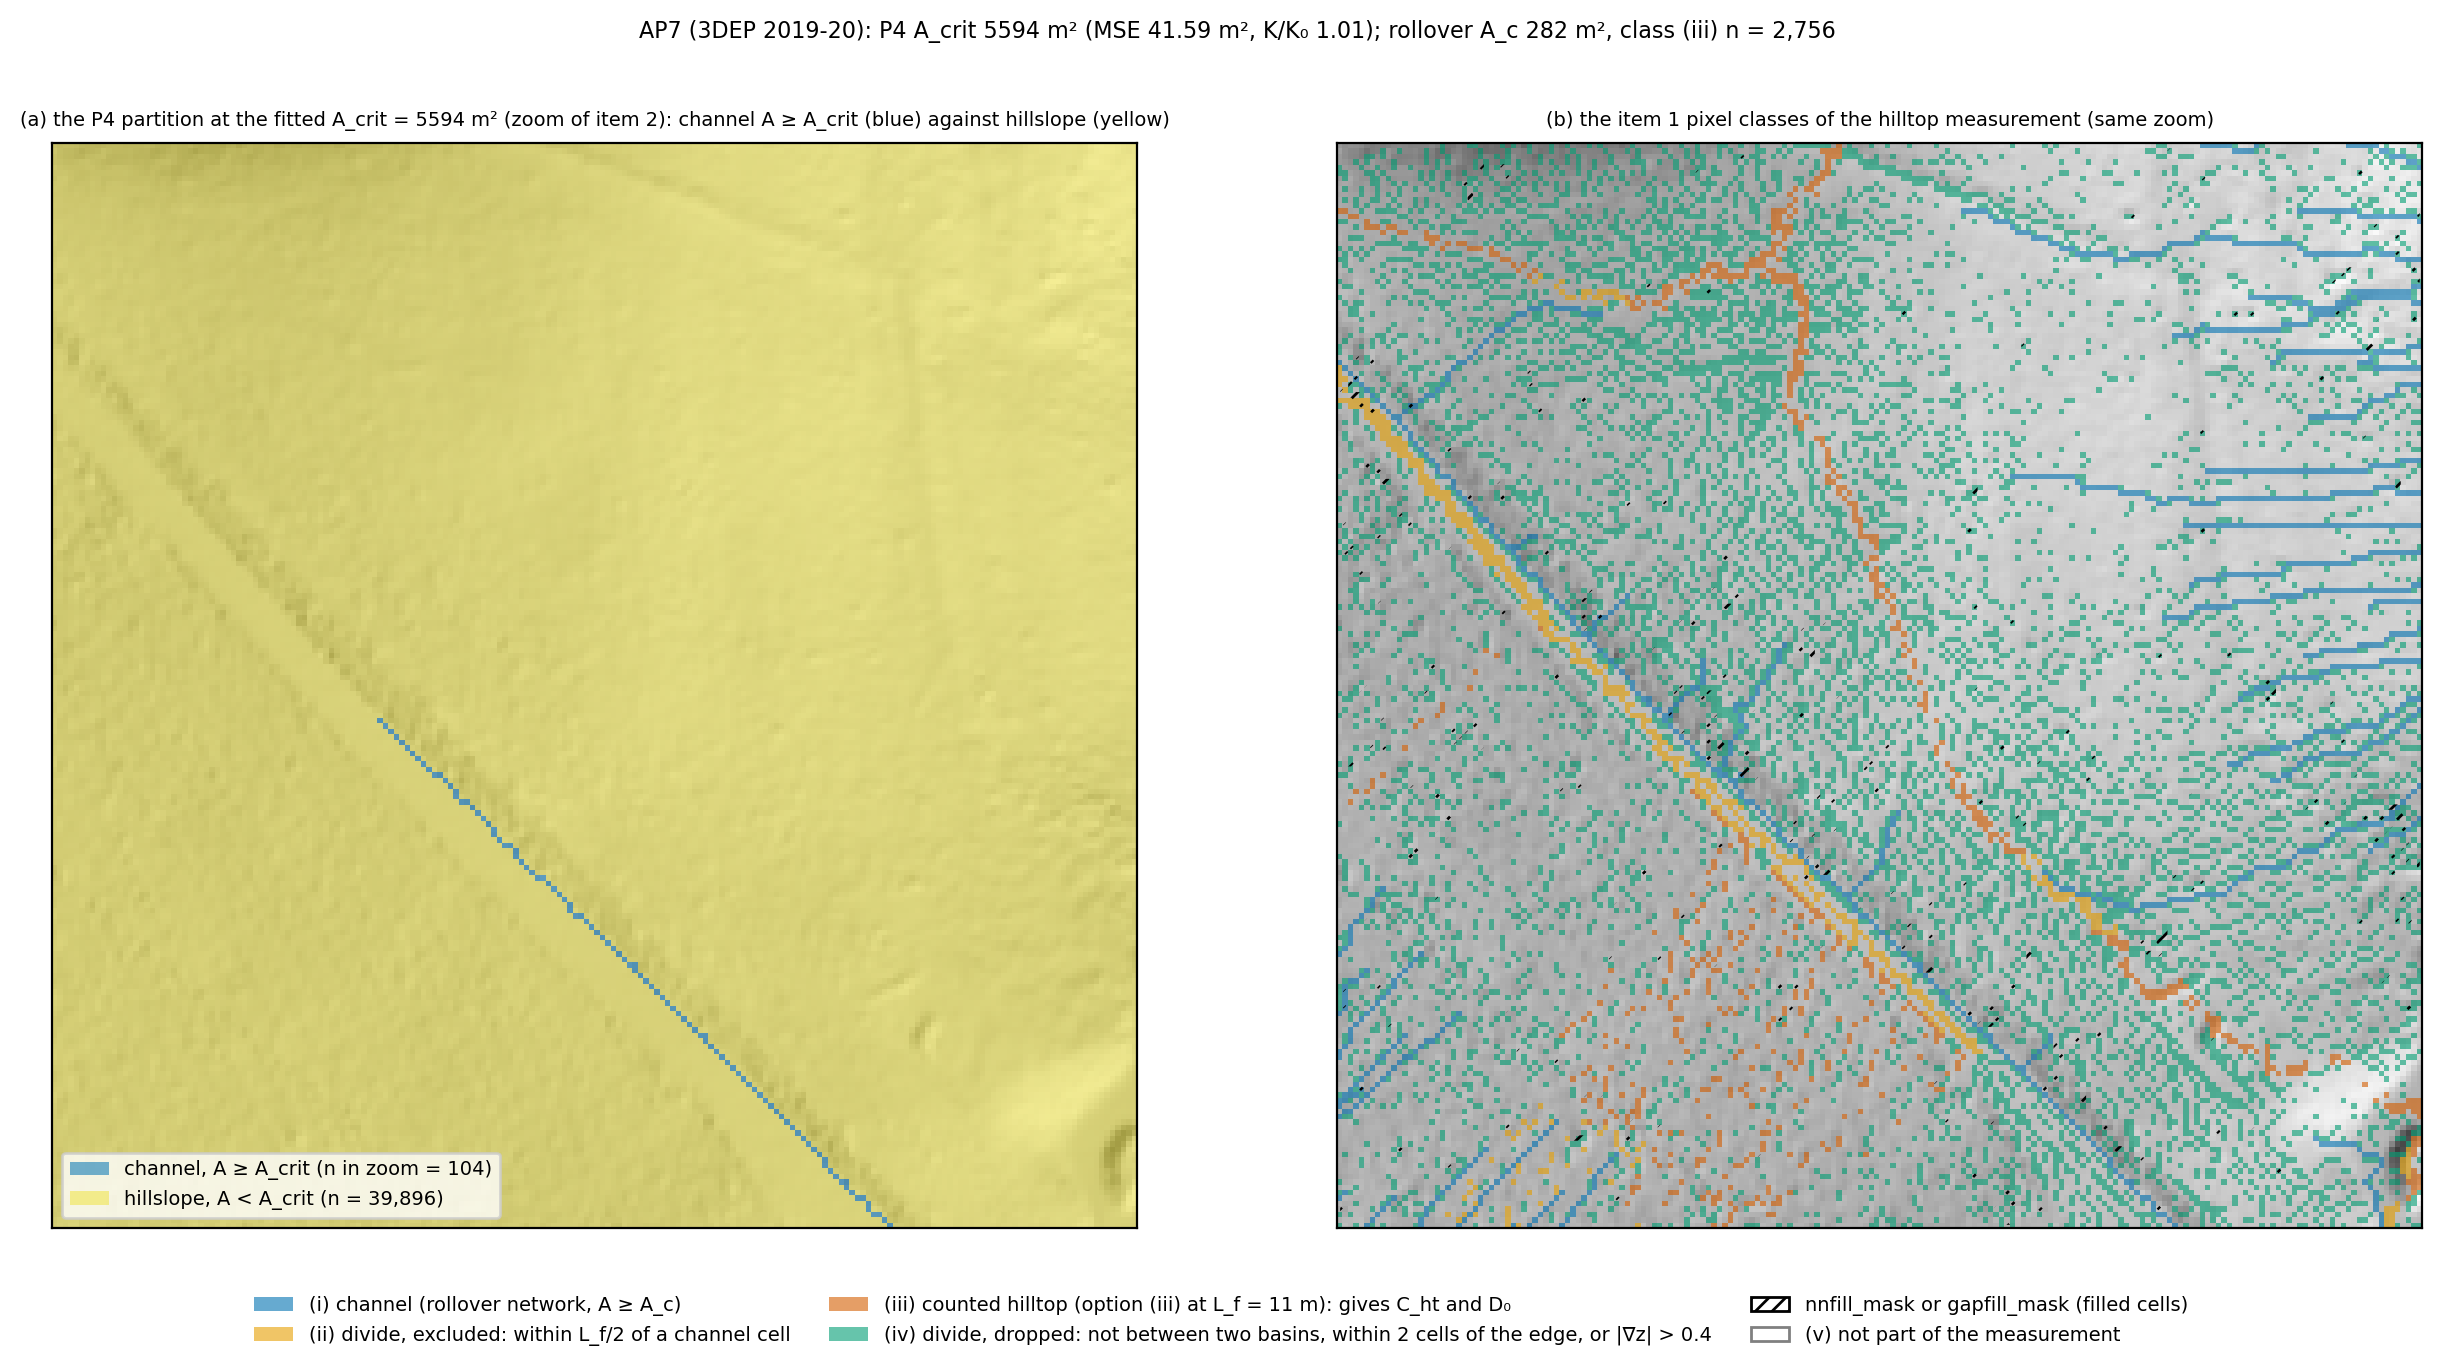 AP7 (3DEP 2019-20): P4 A_crit 5594 m² (MSE 41.59 m², K/K₀ 1.01); rollover A_c 282 m², class (iii) n = 2,756
(a) the P4 partition at the fitted A_crit = 5594 m² (zoom of item 2): channel A ≥ A_crit (blue) against hillslope (yellow)
(b) the item 1 pixel classes of the hilltop measurement (same zoom)
channel, A ≥ A_crit (n in zoom = 104)
hillslope, A < A_crit (n = 39,896)
(i) channel (rollover network, A ≥ A_c)
(ii) divide, excluded: within L_f/2 of a channel cell
(iii) counted hilltop (option (iii) at L_f = 11 m): gives C_ht and D₀
(iv) divide, dropped: not between two basins, within 2 cells of the edge, or |∇z| > 0.4
nnfill_mask or gapfill_mask (filled cells)
(v) not part of the measurement